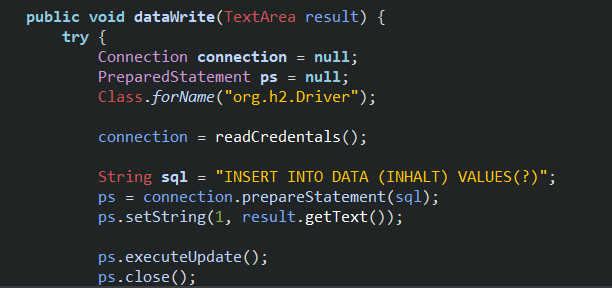 public void dataWrite(TextArea result) {
try {
Connection connection = null;
PreparedStatement ps = null;
Class.forName("org.h2.Driver");
connection = readCredentals();
String sql = "INSERT INTO DATA (INHALT) VALUES(?)";
ps = connection.prepareStatement(sql);
ps.setString(1, result.getText());
ps.executeUpdate();
ps.close();